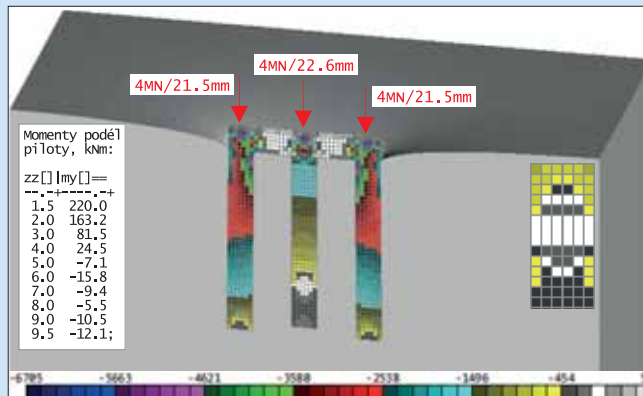 4MN/22.6mm
4MN/21.5mm
4MN/21.5mm
Momenty podél
piloty, kNm:
zz[]|my[]==
--.-+----.-+
1.5 220.0
2.0 163.2
3.0 81.5
4.0 24.5
5.0 -7.1
6.0 -15.8
7.0 -9.4
8.0 -5.5
9.0 -10.5
9.5 -12.1;
-6705 -5663 -4621 -3580 -2538 -1496 -454